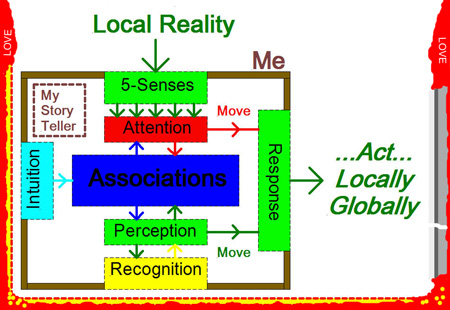 Local Reality
LOVE
LOVE
Me
5-Senses
My
Story
Teller
Attention
Move
Intuition
Associations
Response
...Act...
Locally
Globally
Perception
Move
Recognition